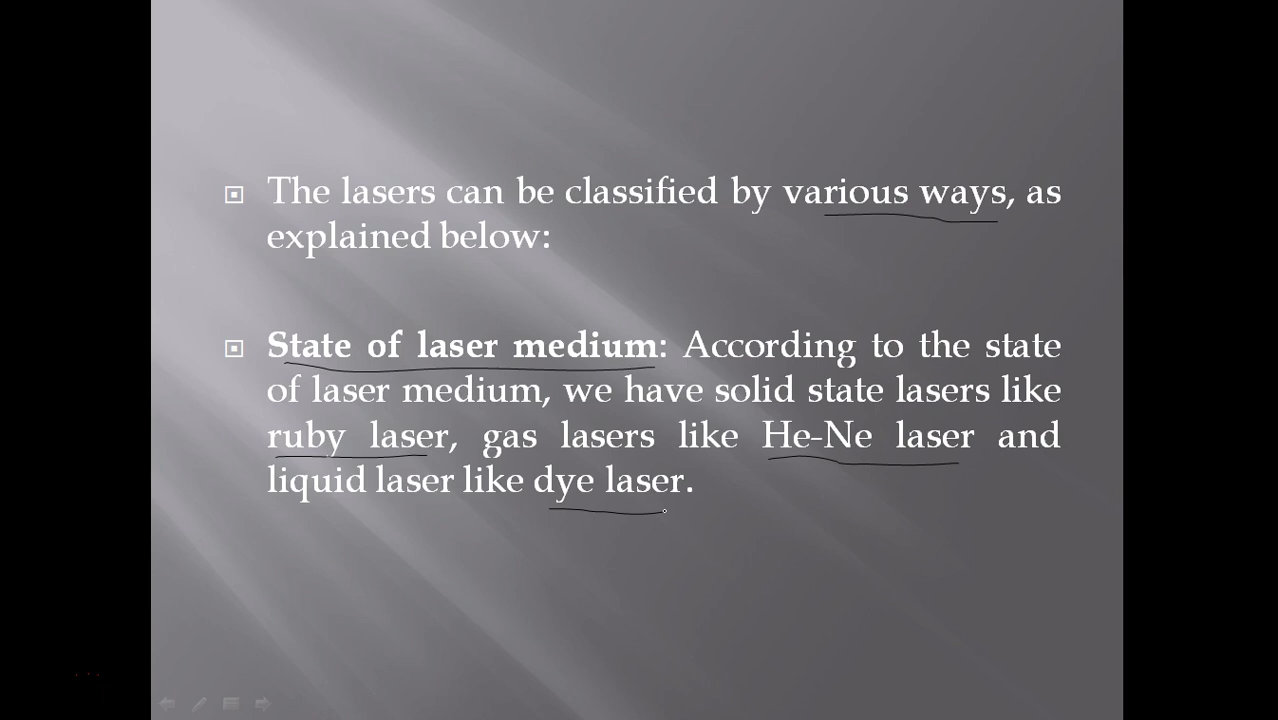 The lasers can be classified by various ways, as
explained below:
State of laser medium: According to the state
of laser medium, we have solid state lasers like
ruby laser, gas lasers like He-Ne laser and
liquid laser like dye laser.